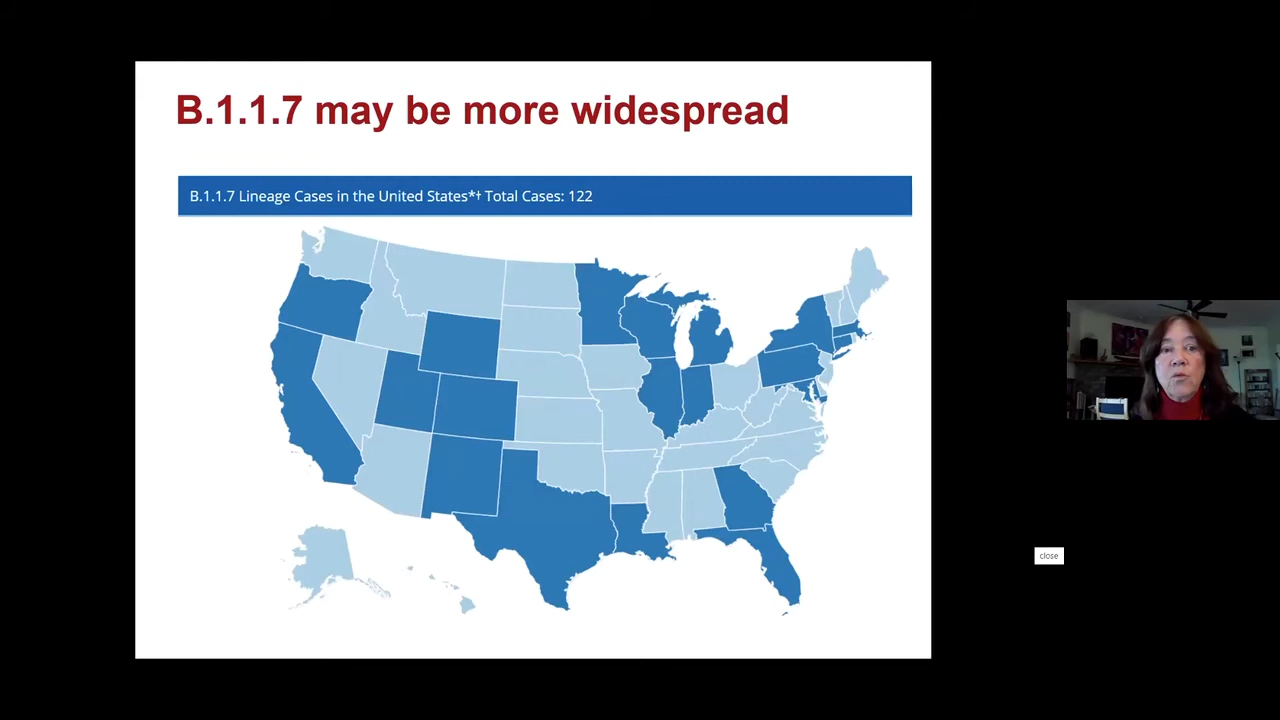 B.1.1.7 may be more widespread
B.1.1.7 Lineage Cases in the United States*† Total Cases: 122
close